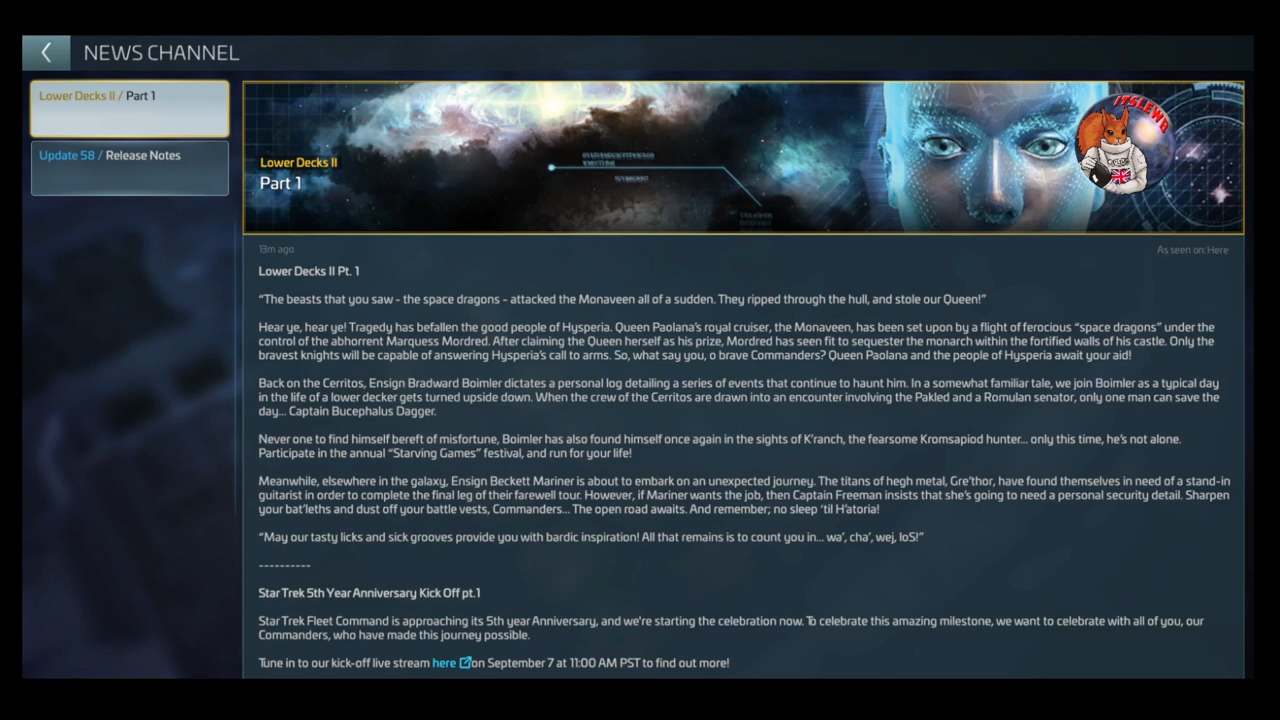 NEWS CHANNEL
Lower Decks II / Part 1
Update 58 / Release Notes
Lower Decks II
Part 1
ITSLEWB
13m ago
As seen on: Here
Lower Decks II Pt. 1
“The beasts that you saw - the space dragons - attacked the Monaveen all of a sudden. They ripped through the hull, and stole our Queen!”
Hear ye, hear ye! Tragedy has befallen the good people of Hysperia. Queen Paolana's royal cruiser, the Monaveen, has been set upon by a flight of ferocious “space dragons” under the
control of the abhorrent Marquess Mordred. After claiming the Queen herself as his prize, Mordred has seen fit to sequester the monarch within the fortified walls of his castle. Only the
bravest knights will be capable of answering Hysperia's call to arms. So, what say you, o brave Commanders? Queen Paolana and the people of Hysperia await your aid!
Back on the Cerritos, Ensign Bradward Boimler dictates a personal log detailing a series of events that continue to haunt him. In a somewhat familiar tale, we join Boimler as a typical day
in the life of a lower decker gets turned upside down. When the crew of the Cerritos are drawn into an encounter involving the Pakled and a Romulan senator, only one man can save the
day... Captain Bucephalus Dagger.
Never one to find himself bereft of misfortune, Boimler has also found himself once again in the sights of K'ranch, the fearsome Kromsapiod hunter... only this time, he's not alone.
Participate in the annual “Starving Games” festival, and run for your life!
Meanwhile, elsewhere in the galaxy, Ensign Beckett Mariner is about to embark on an unexpected journey. The titans of hegh metal, Gre'thor, have found themselves in need of a stand-in
guitarist in order to complete the final leg of their farewell tour. However, if Mariner wants the job, then Captain Freeman insists that she's going to need a personal security detail. Sharpen
your bat'leths and dust off your battle vests, Commanders... The open road awaits. And remember; no sleep 'til H'atoria!
“May our tasty licks and sick grooves provide you with bardic inspiration! All that remains is to count you in... wa', cha', wej, loS!”
----------
Star Trek 5th Year Anniversary Kick Off pt.1
Star Trek Fleet Command is approaching its 5th year Anniversary, and we're starting the celebration now. To celebrate this amazing milestone, we want to celebrate with all of you, our
Commanders, who have made this journey possible.
Tune in to our kick-off live stream here on September 7 at 11:00 AM PST to find out more!